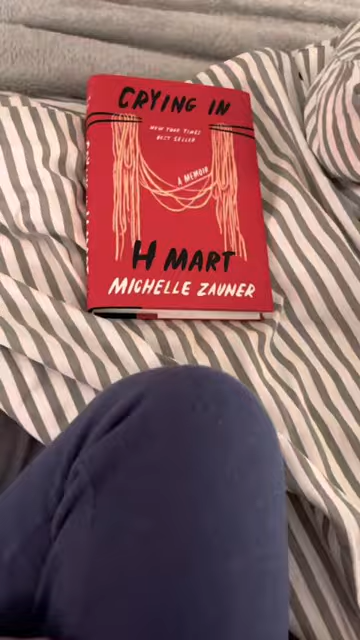 CRYING IN
NEW YORK TIMES
BEST SELLER
A MEMOIR
H MART
MICHELLE ZAUNER